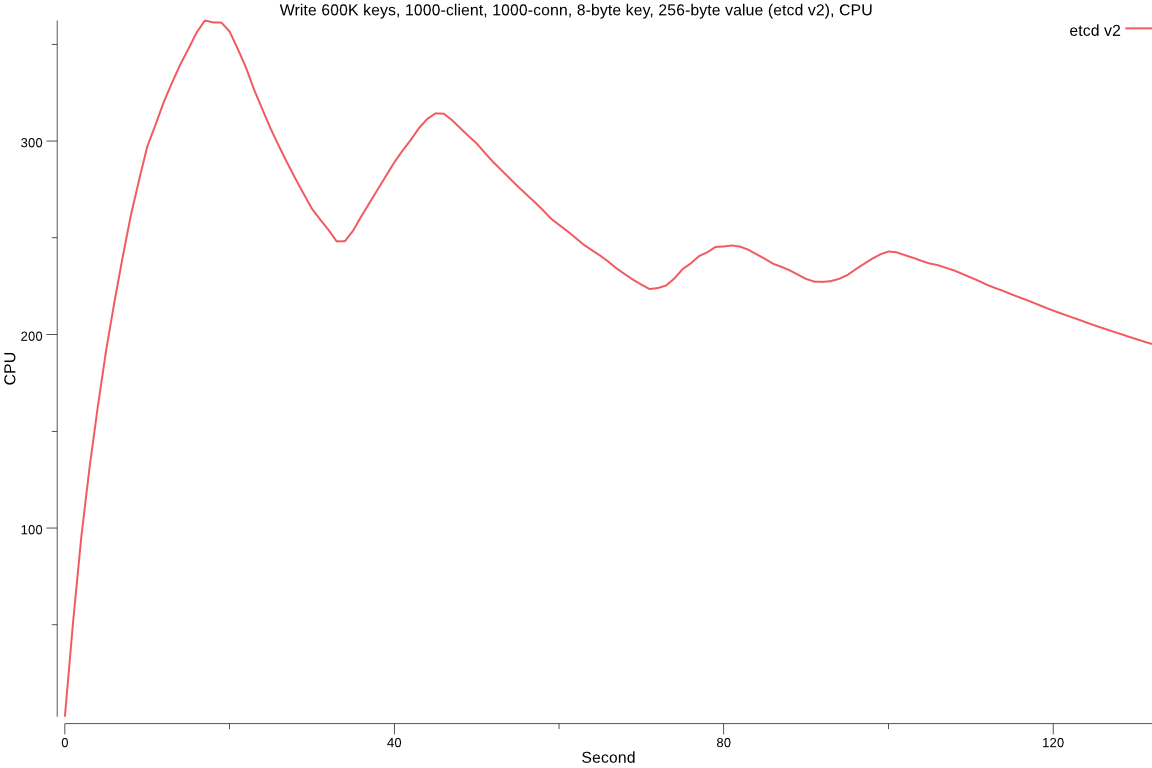 Write 600K keys, 1000-client, 1000-conn, 8-byte key, 256-byte value (etcd v2), CPU
etcd v2
300
200
100
CPU
0 40 80 120
Second